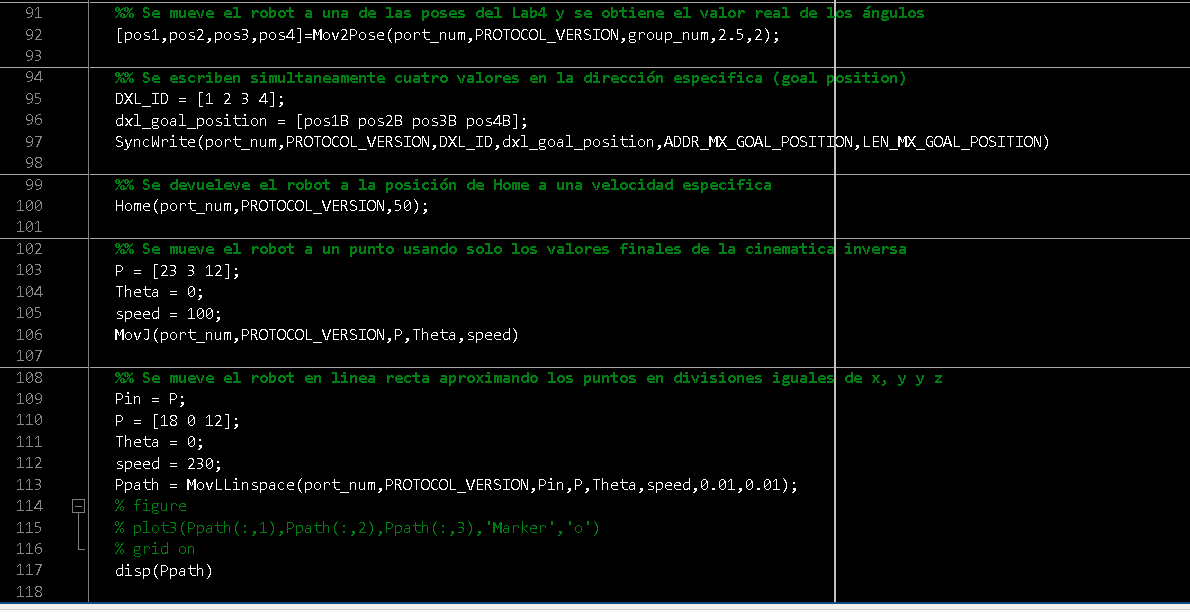 91 %% Se mueve el robot a una de las poses del Lab4 y se obtiene el valor real de los ángulos
92 [pos1,pos2,pos3,pos4]=Mov2Pose(port_num,PROTOCOL_VERSION,group_num,2.5,2);
93
94 %% Se escriben simultaneamente cuatro valores en la dirección especifica (goal position)
95 DXL_ID = [1 2 3 4];
96 dxl_goal_position = [pos1B pos2B pos3B pos4B];
97 SyncWrite(port_num,PROTOCOL_VERSION,DXL_ID,dxl_goal_position,ADDR_MX_GOAL_POSITION,LEN_MX_GOAL_POSITION)
98
99 %% Se devueleve el robot a la posición de Home a una velocidad especifica
100 Home(port_num,PROTOCOL_VERSION,50);
101
102 %% Se mueve el robot a un punto usando solo los valores finales de la cinematica inversa
103 P = [23 3 12];
104 Theta = 0;
105 speed = 100;
106 MovJ(port_num,PROTOCOL_VERSION,P,Theta,speed)
107
108 %% Se mueve el robot en linea recta aproximando los puntos en divisiones iguales de x, y y z
109 Pin = P;
110 P = [18 0 12];
111 Theta = 0;
112 speed = 230;
113 Ppath = MovLLinspace(port_num,PROTOCOL_VERSION,Pin,P,Theta,speed,0.01,0.01);
114 % figure
115 % plot3(Ppath(:,1),Ppath(:,2),Ppath(:,3),'Marker','o')
116 % grid on
117 disp(Ppath)
118